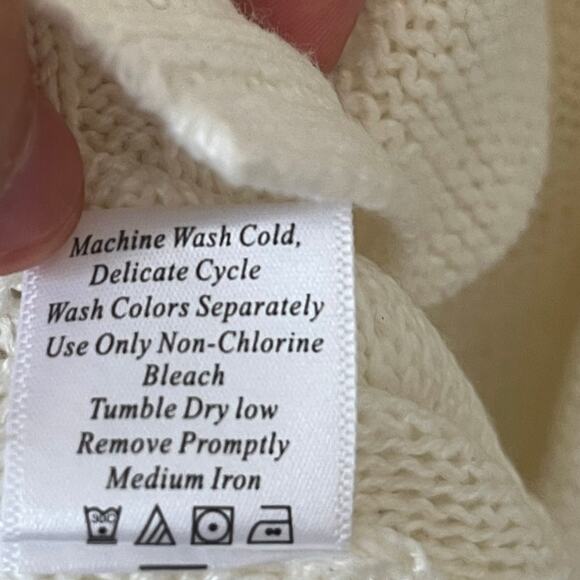 Machine Wash Cold,
Delicate Cycle
Wash Colors Separately
Use Only Non-Chlorine
Bleach
Tumble Dry low
Remove Promptly
Medium Iron